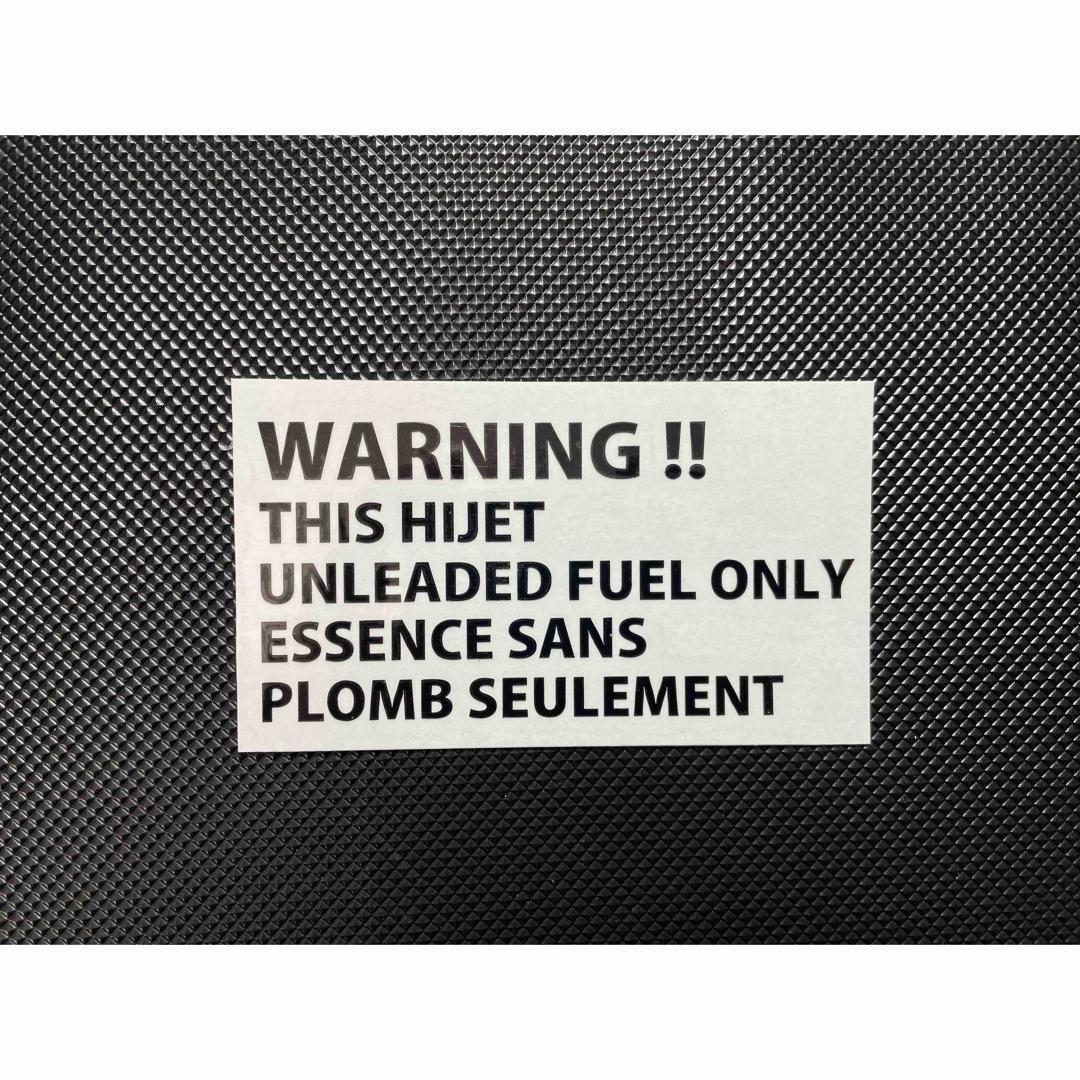 WARNING !!
THIS HIJET
UNLEADED FUEL ONLY
ESSENCE SANS
PLOMB SEULEMENT